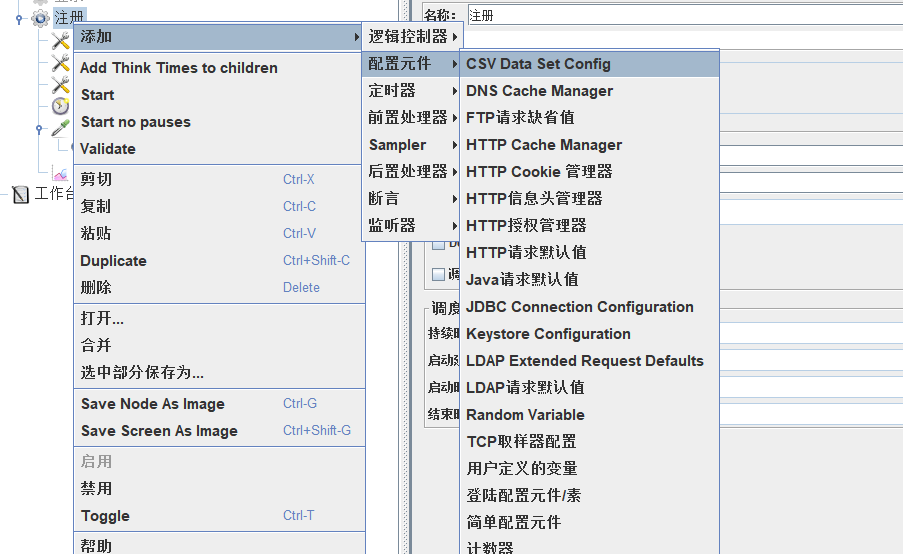 注册
名称： 注册
添加
Add Think Times to children
Start
Start no pauses
Validate
剪切 Ctrl-X
复制 Ctrl-C
粘贴 Ctrl-V
Duplicate Ctrl+Shift-C
删除 Delete
打开...
合并
选中部分保存为...
Save Node As Image Ctrl-G
Save Screen As Image Ctrl+Shift-G
启用
禁用
Toggle Ctrl-T
帮助
工作台
逻辑控制器
配置元件
定时器
前置处理器
Sampler
后置处理器
断言
监听器
CSV Data Set Config
DNS Cache Manager
FTP请求缺省值
HTTP Cache Manager
HTTP Cookie 管理器
HTTP信息头管理器
HTTP授权管理器
HTTP请求默认值
Java请求默认值
JDBC Connection Configuration
Keystore Configuration
LDAP Extended Request Defaults
LDAP请求默认值
Random Variable
TCP取样器配置
用户定义的变量
登陆配置元件/素
简单配置元件
计数器
调度
持续
启动
启动
结束